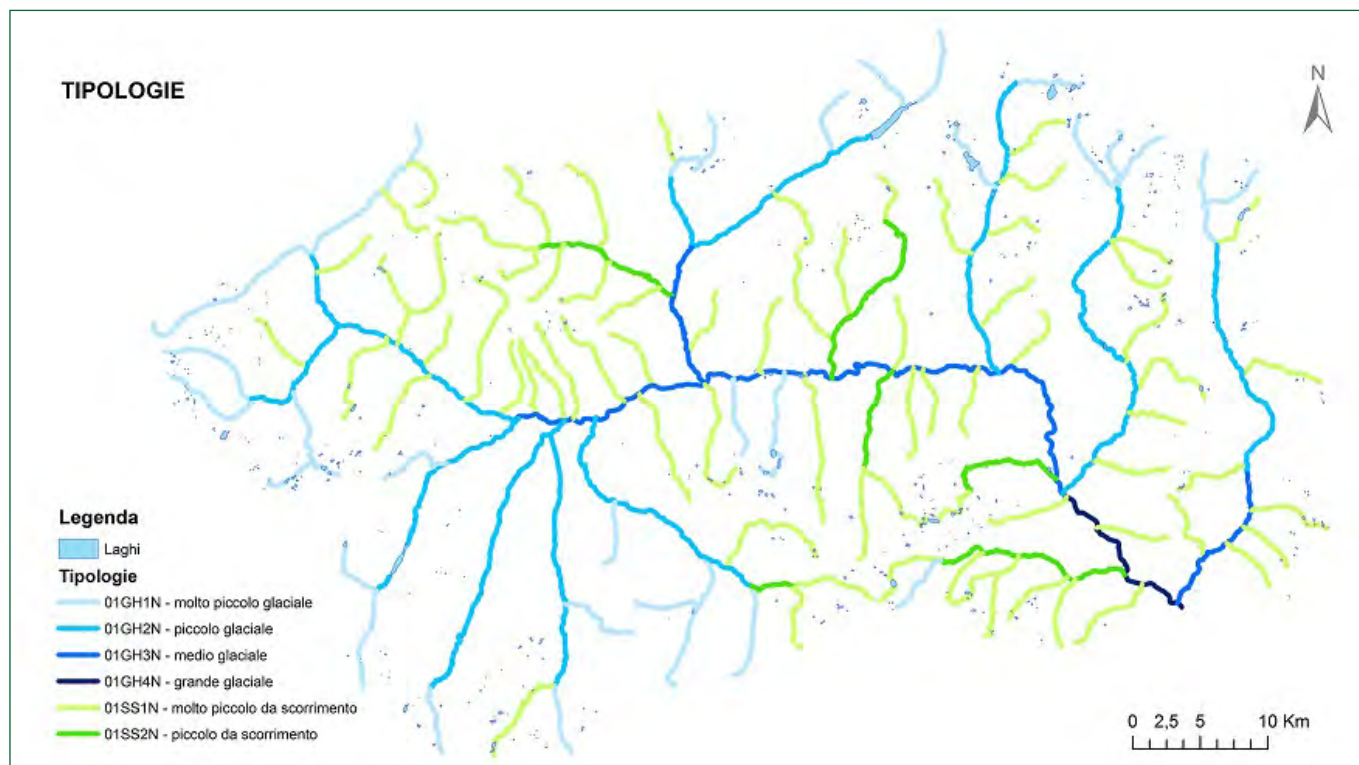 TIPOLOGIE
N
Legenda
Laghi
Tipologie
01GH1N - molto piccolo glaciale
01GH2N - piccolo glaciale
01GH3N - medio glaciale
01GH4N - grande glaciale
01SS1N - molto piccolo da scorrimento
01SS2N - piccolo da scorrimento
0 2,5 5 10 Km